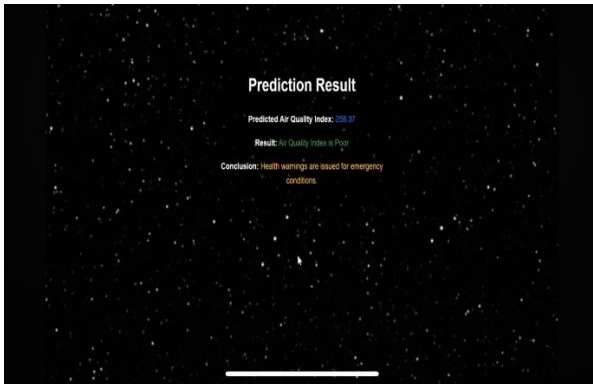 Prediction Result
Predicted Air Quality Index: 256.37
Result: Air Quality Index is Poor
Conclusion: Health warnings are issued for emergency
conditions.